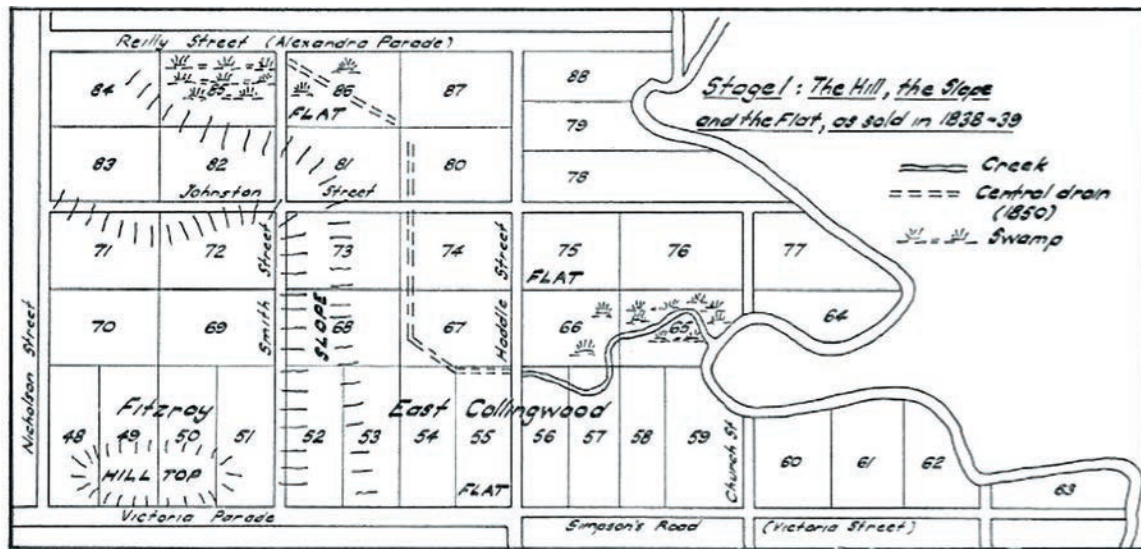 Reilly Street (Alexandra Parade)
84
85
86
87
88
FLAT
79
83
82
81
80
78
Johnston Street
Stage 1 : The Hill, the Slope
and the Flat, as sold in 1838-39
Creek
Central drain
(1850)
Swamp
71
72
73
74
75
76
77
FLAT
Smith Street
SLOPE
Hoddle Street
Nicholson Street
70
69
68
67
66
65
64
Fitzroy
East Collingwood
48
49
50
51
52
53
54
55
56
57
58
59
60
61
62
63
HILL TOP
FLAT
Church St
Victoria Parade
Simpson's Road (Victoria Street)